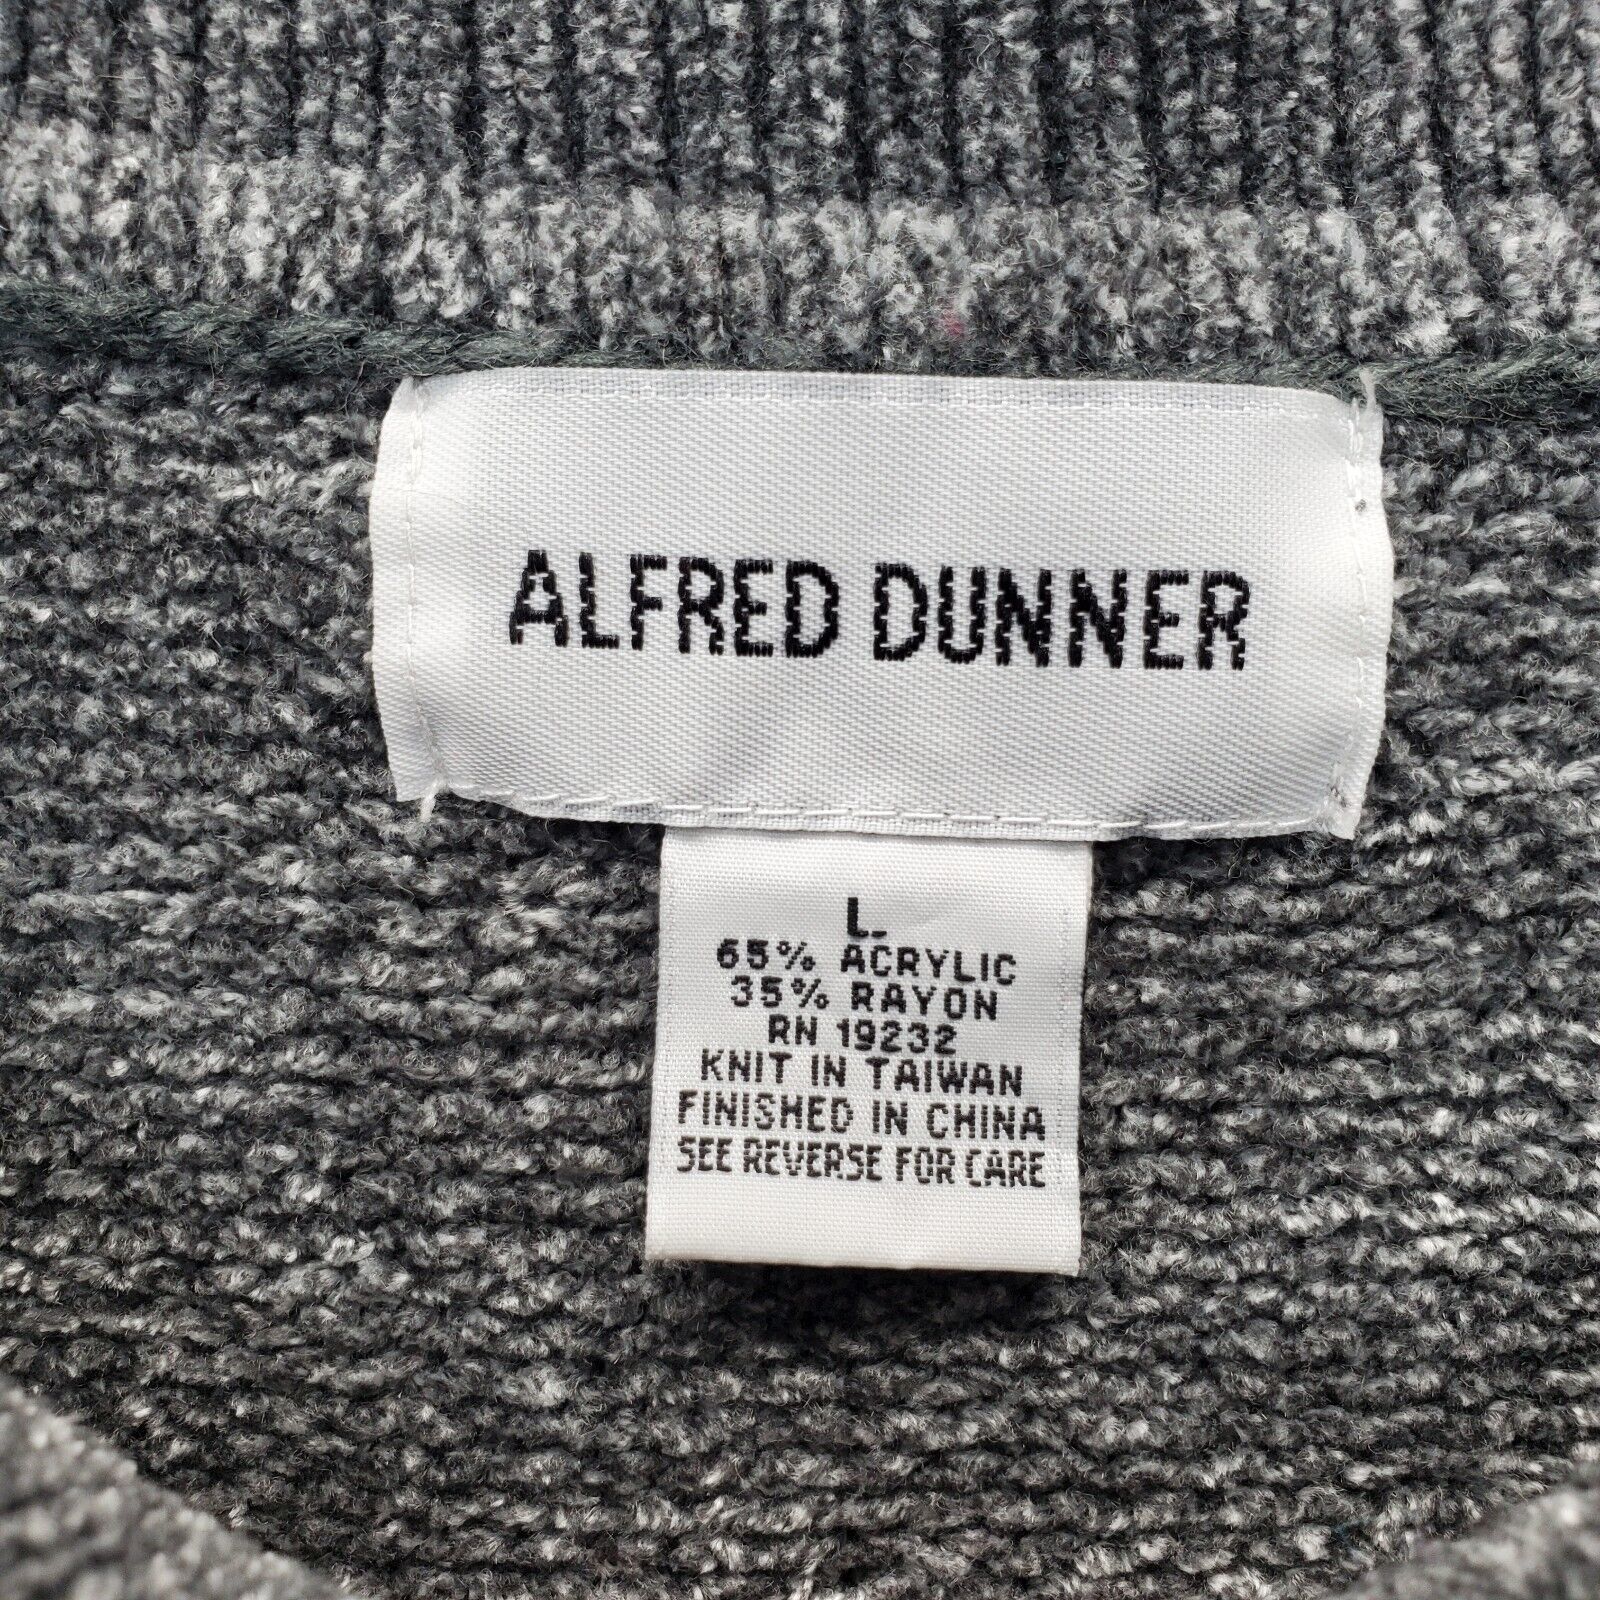 ALFRED DUNNER
L.
65% ACRYLIC
35% RAYON
RN 19232
KNIT IN TAIWAN
FINISHED IN CHINA
SEE REVERSE FOR CARE